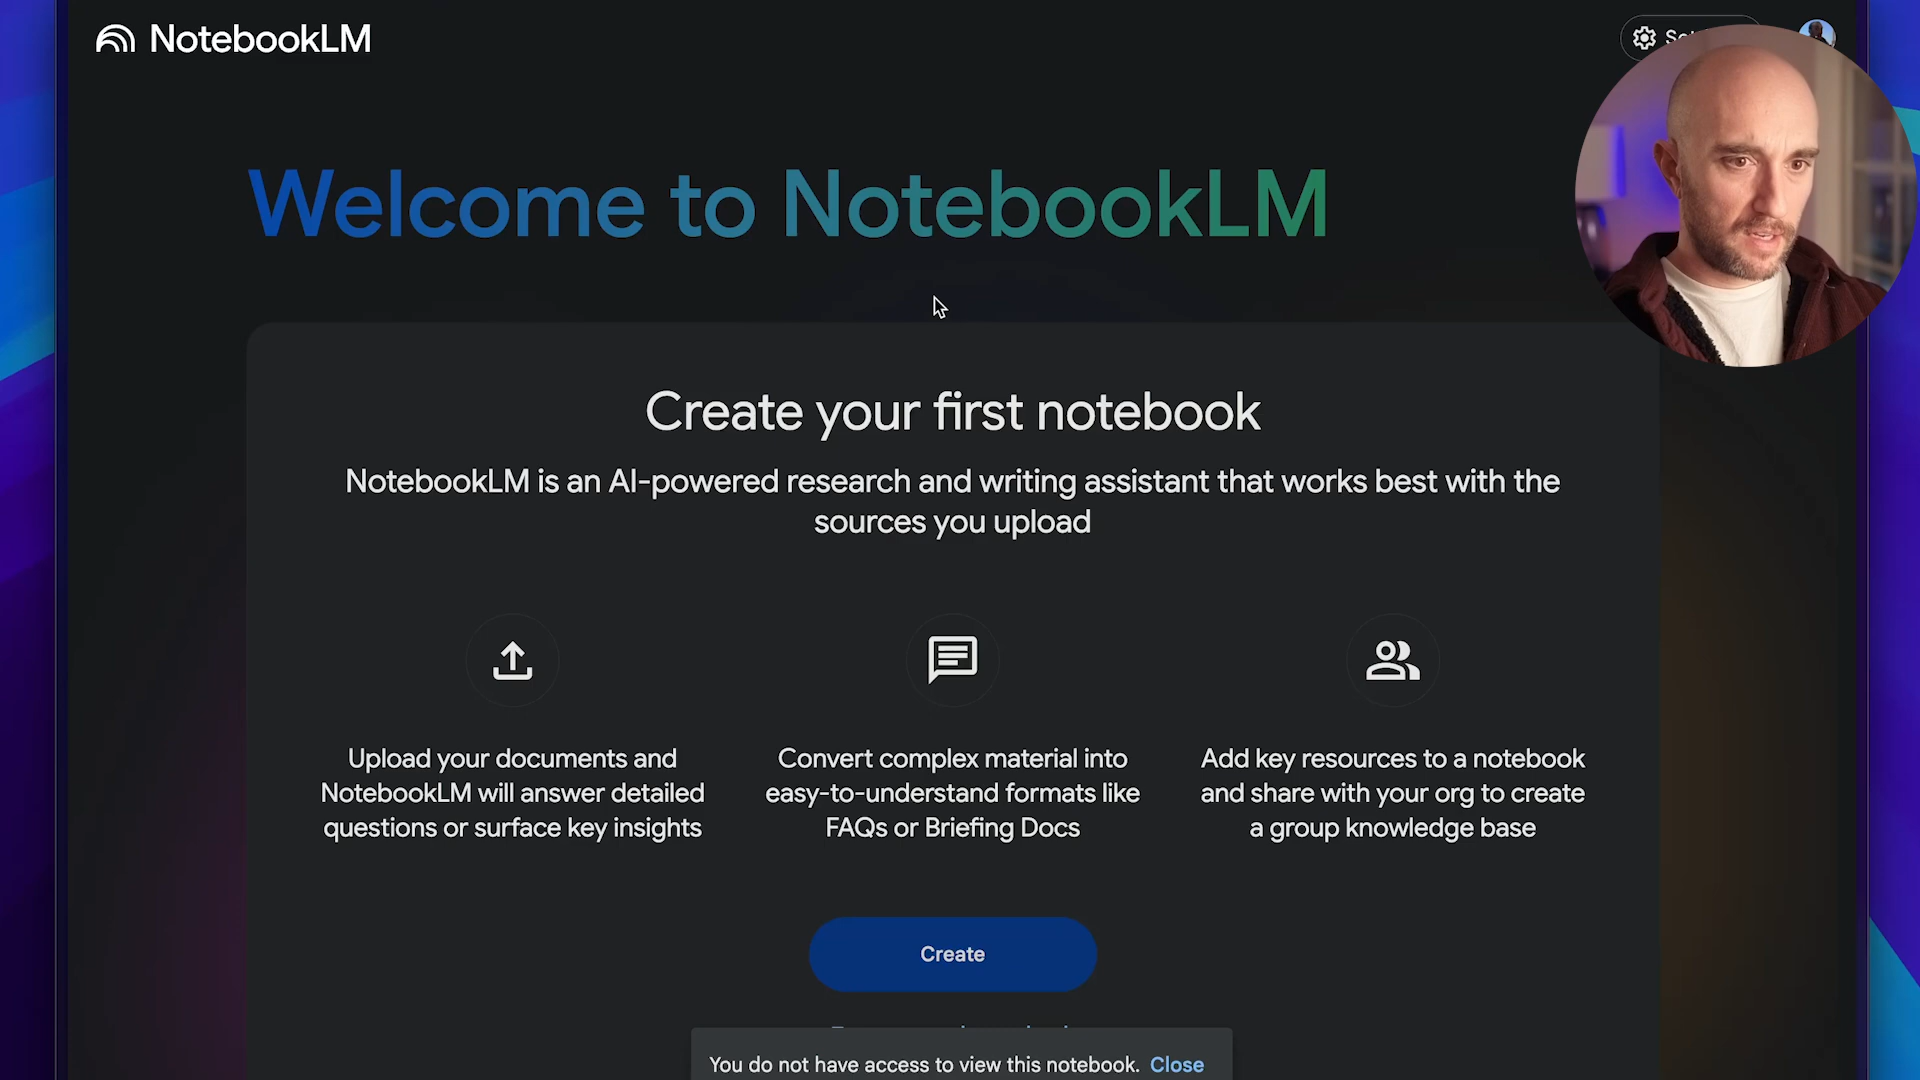 NotebookLM
Welcome to NotebookLM
Create your first notebook
NotebookLM is an AI-powered research and writing assistant that works best with the
sources you upload
Upload your documents and
NotebookLM will answer detailed
questions or surface key insights
Convert complex material into
easy-to-understand formats like
FAQs or Briefing Docs
Add key resources to a notebook
and share with your org to create
a group knowledge base
Create
You do not have access to view this notebook. Close